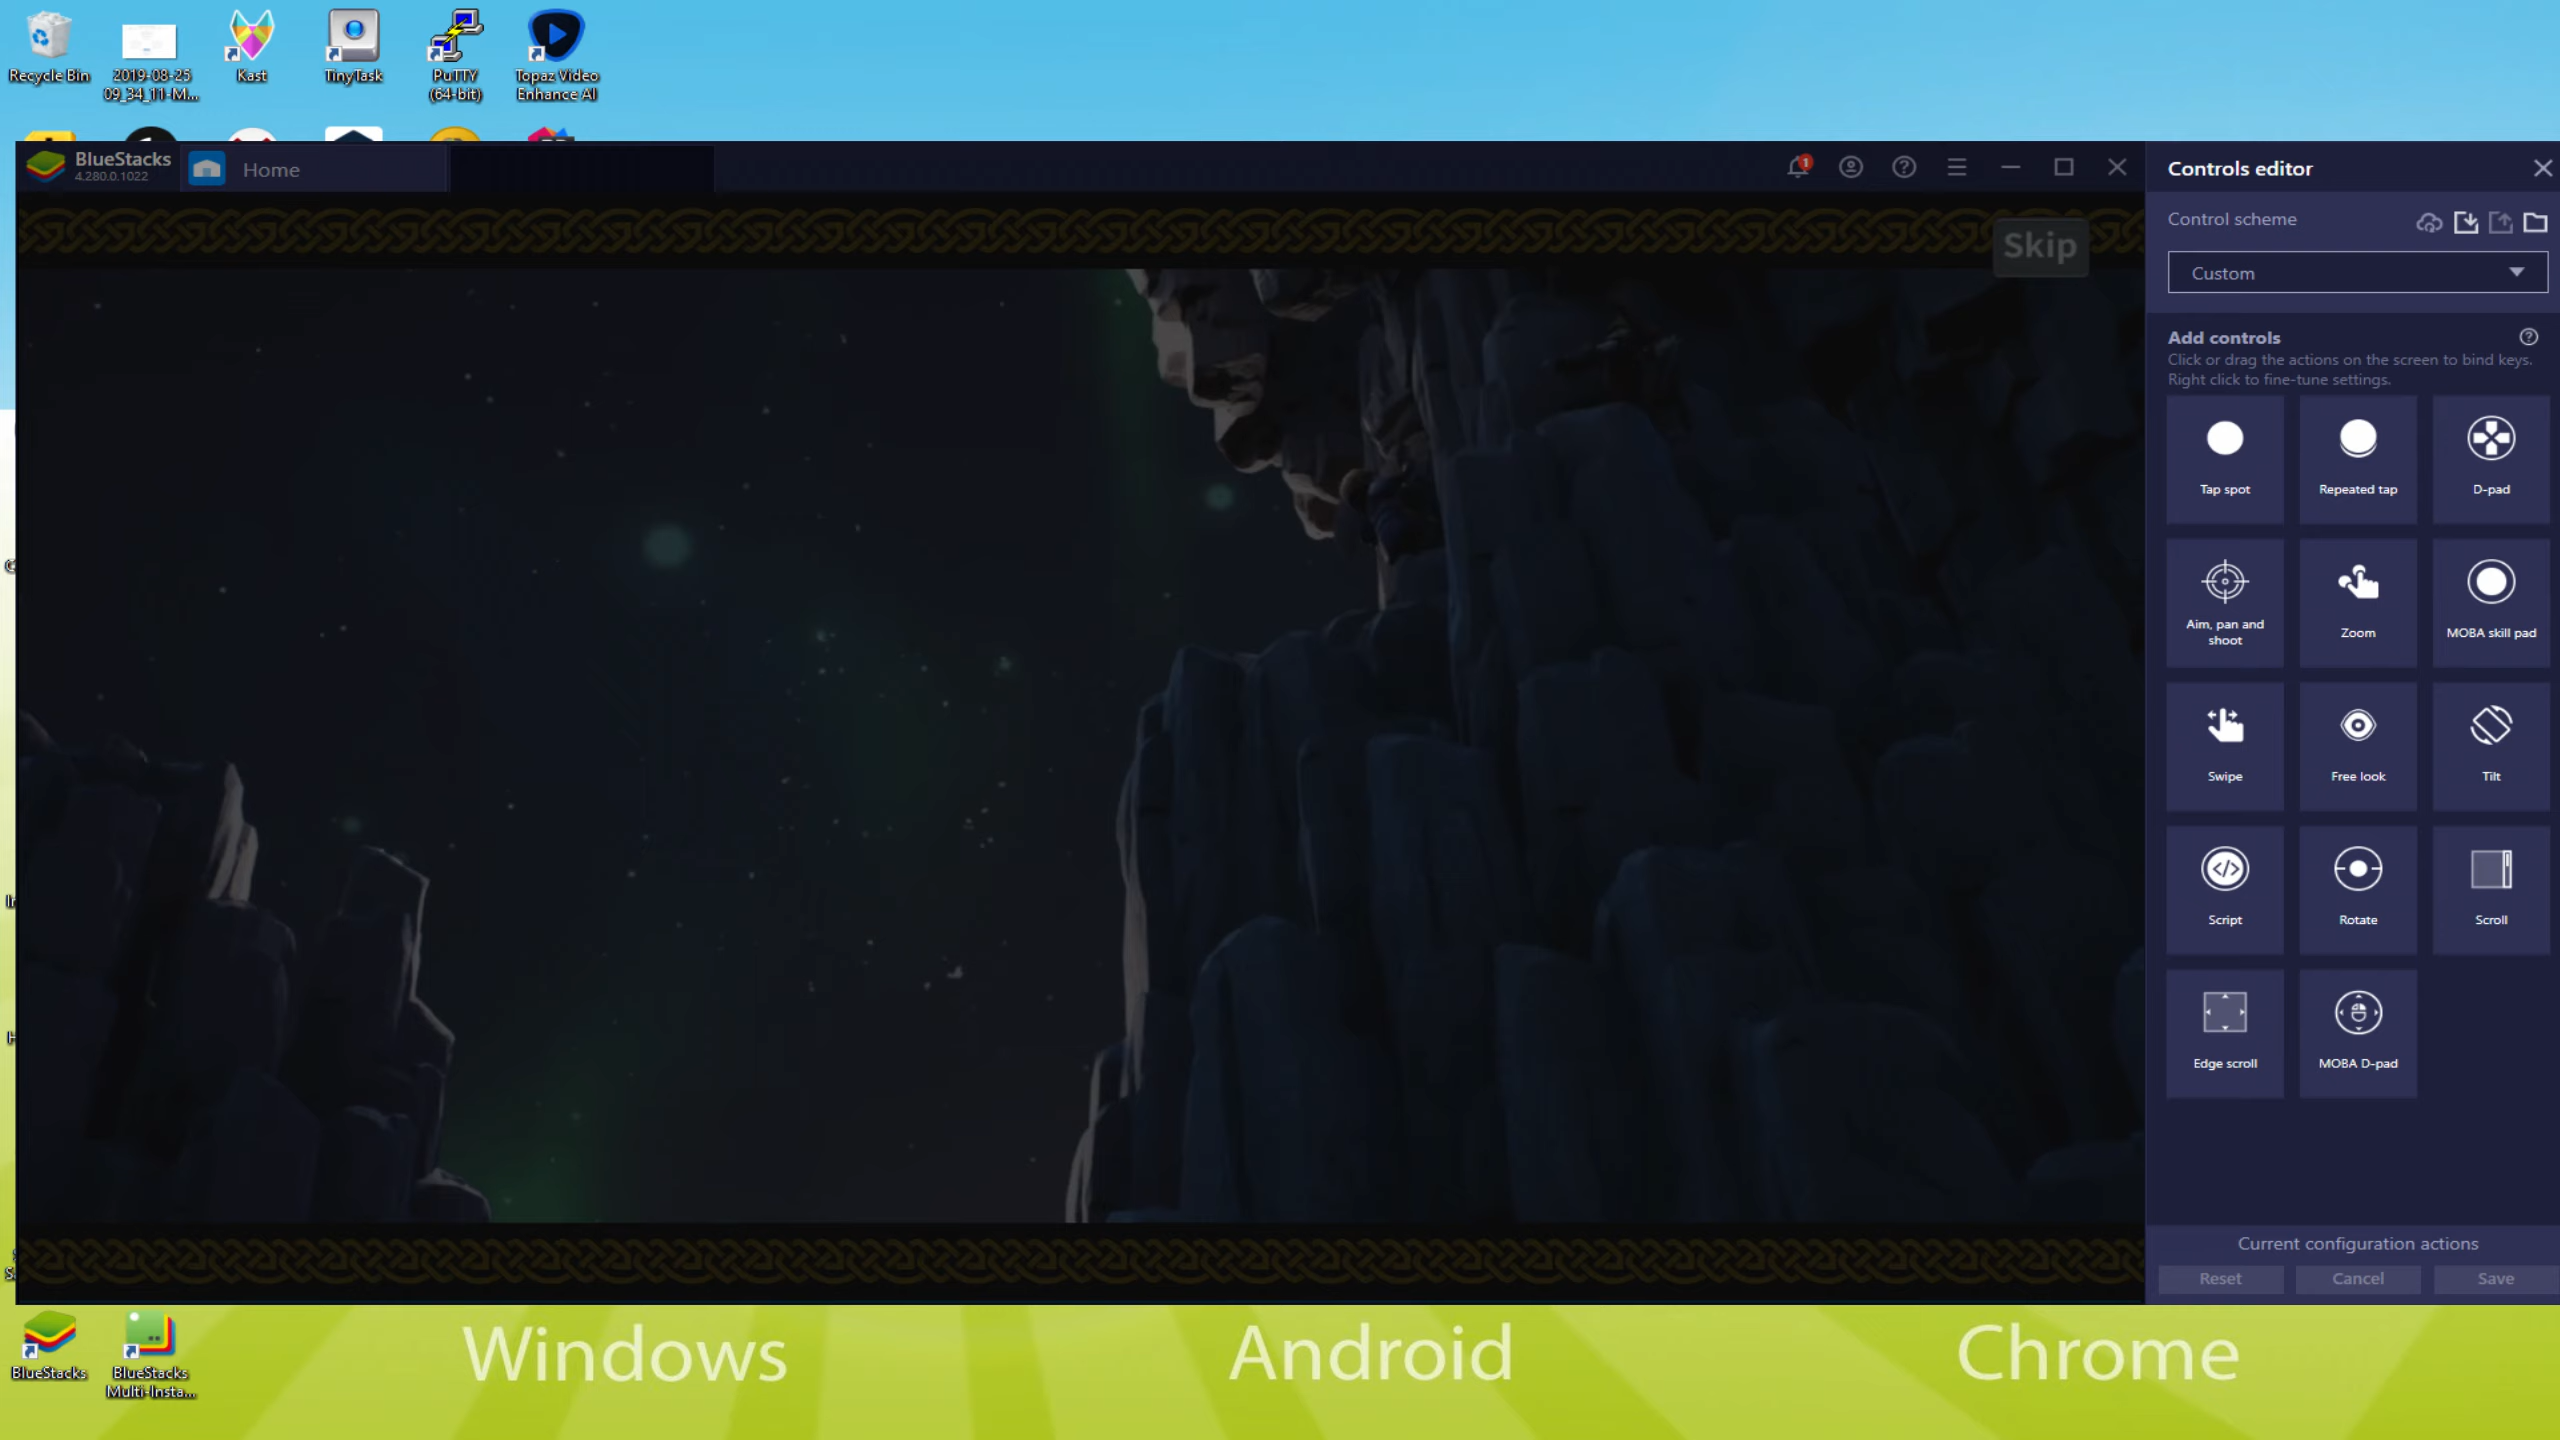 Recycle Bin
2019-08-25
09_34_11-M...
Kast
TinyTask
PuTTY
(64-bit)
Topaz Video
Enhance AI
BlueStacks
4.280.0.1022
Home
1
Controls editor
Control scheme
Skip
Custom
Add controls
Click or drag the actions on the screen to bind keys.
Right click to fine-tune settings.
Tap spot
Repeated tap
D-pad
Aim, pan and
shoot
Zoom
MOBA skill pad
Swipe
Free look
Tilt
Script
Rotate
Scroll
Edge scroll
MOBA D-pad
Current configuration actions
Reset
Cancel
Save
BlueStacks
BlueStacks
Multi-Insta...
Windows
Android
Chrome